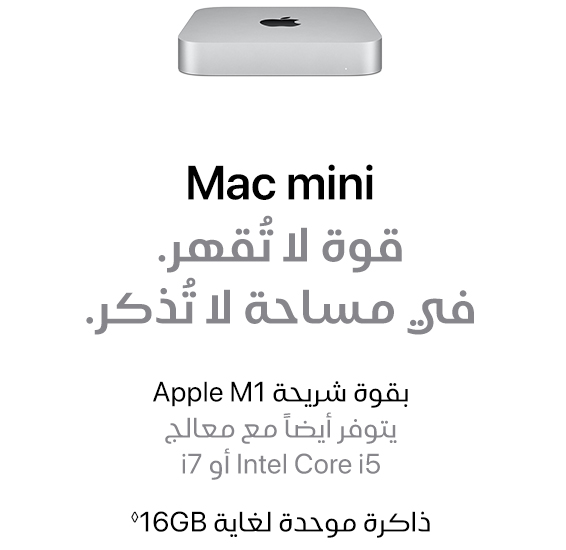 Mac mini
قوة لا تُقهر.
في مساحة لا تُذكر.
بقوة شريحة Apple M1
يتوفر أيضاً مع معالج
Intel Core i5 أو i7
ذاكرة موحدة لغاية 16GB◊